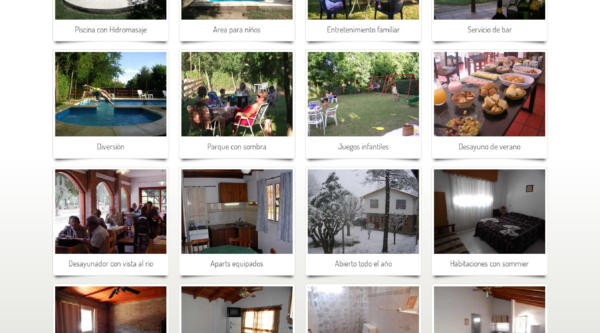 Piscina con Hidromasaje
Area para niños
Entretenimiento familiar
Servicio de bar
Diversión
Parque con sombra
Juegos infantiles
Desayuno de verano
Desayunador con vista al rio
Aparts equipados
Abierto todo el año
Habitaciones con sommier